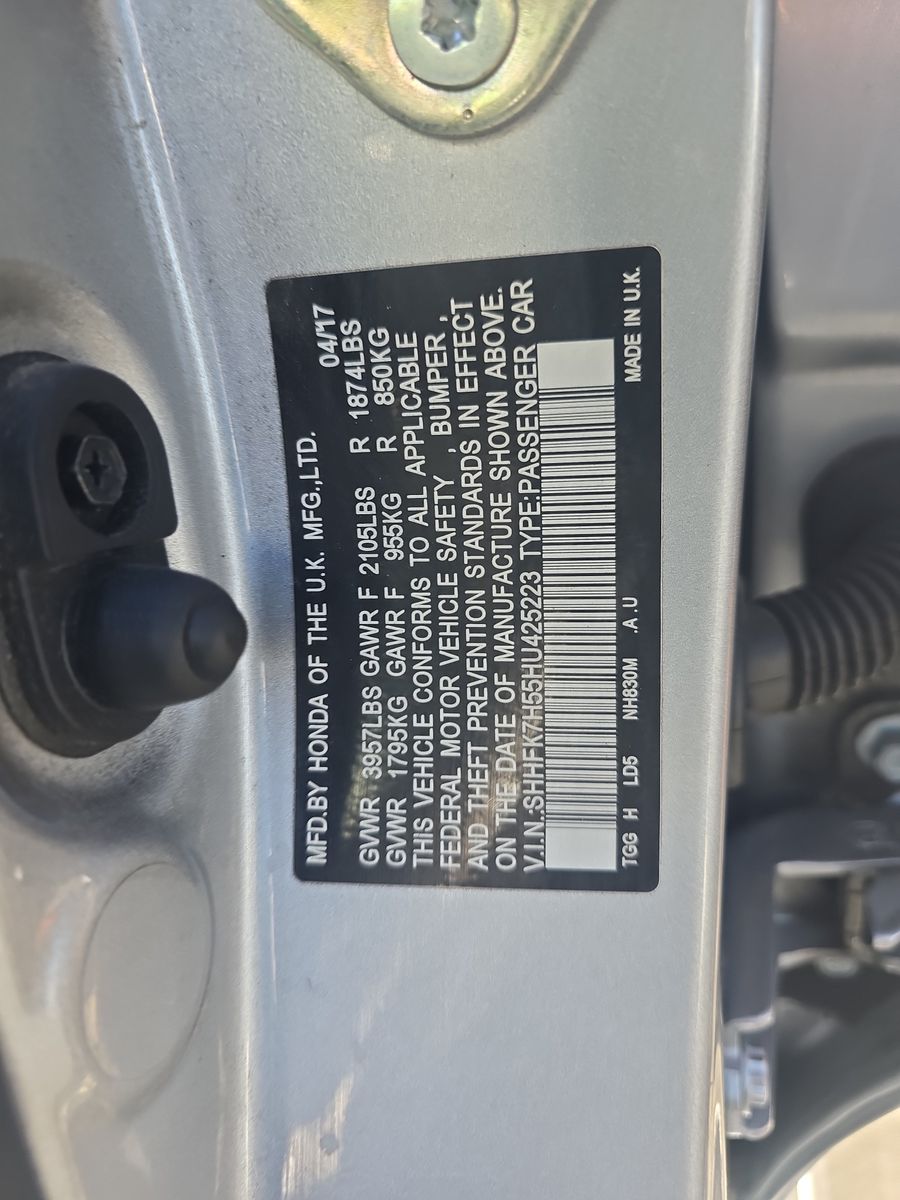 MFD.BY HONDA OF THE U.K. MFG.,LTD. 04/17
GVWR 3957LBS GAWR F 2105LBS R 1874LBS
GVWR 1795KG GAWR F 955KG R 850KG
THIS VEHICLE CONFORMS TO ALL APPLICABLE
FEDERAL MOTOR VEHICLE SAFETY , BUMPER ,
AND THEFT PREVENTION STANDARDS IN EFFECT
ON THE DATE OF MANUFACTURE SHOWN ABOVE.
V.I.N.:SHHFK7H55HU425223 TYPE:PASSENGER CAR
TGG H LD5 NH830M .A .U MADE IN U.K.